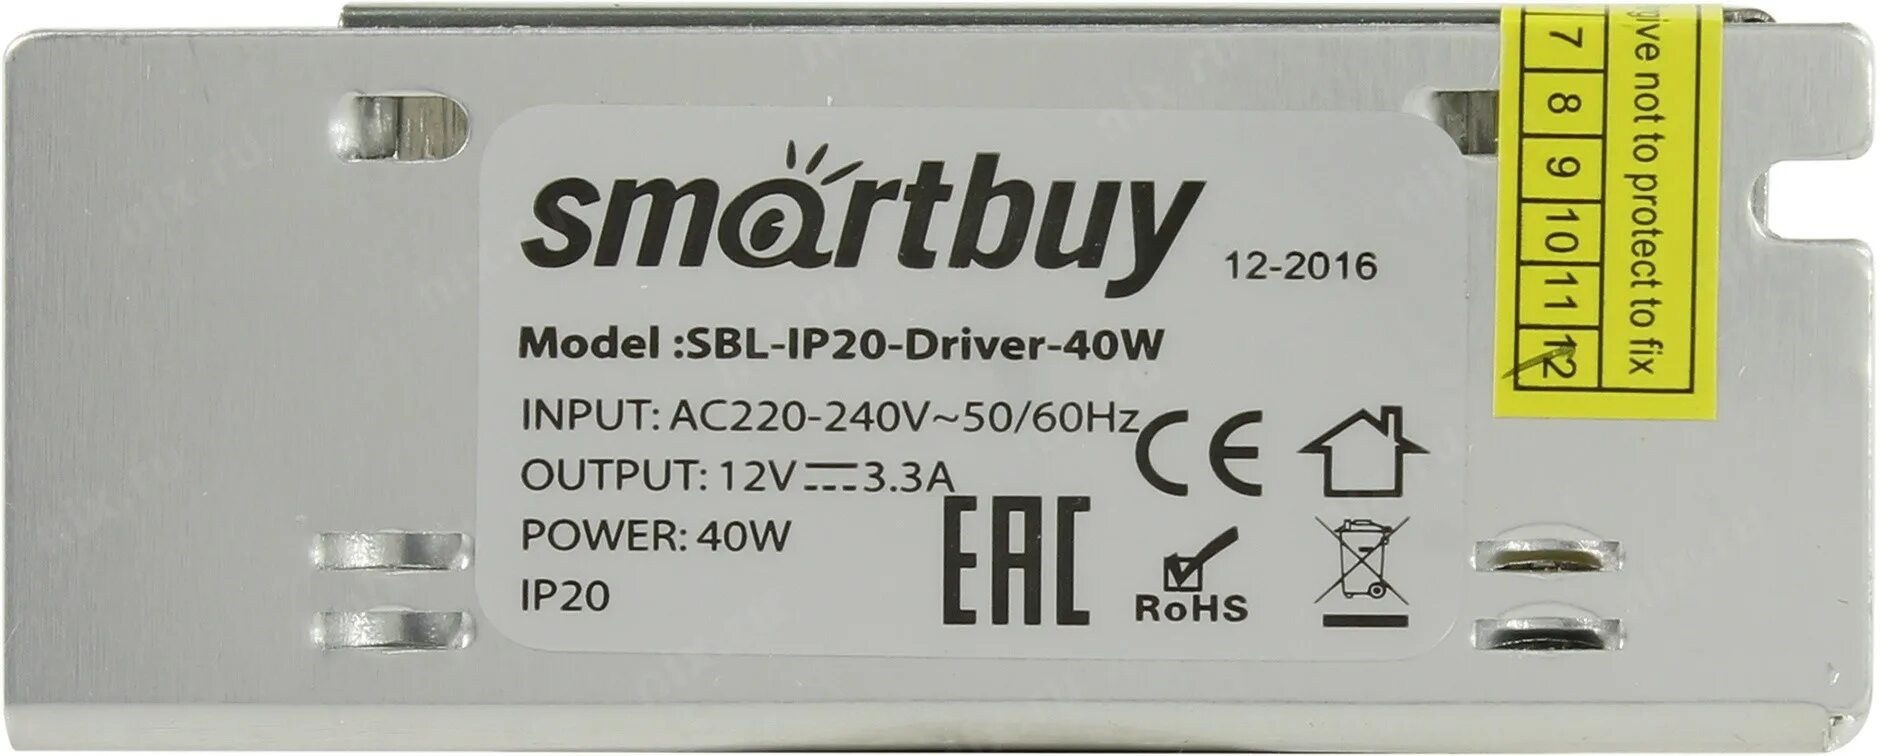 smartbuy
12-2016
Model :SBL-IP20-Driver-40W
INPUT: AC220-240V~50/60Hz
OUTPUT: 12V⎓3.3A
POWER: 40W
IP20
CE
EAC
RoHS
7
8
9
10
11
12
give not to protect to fix